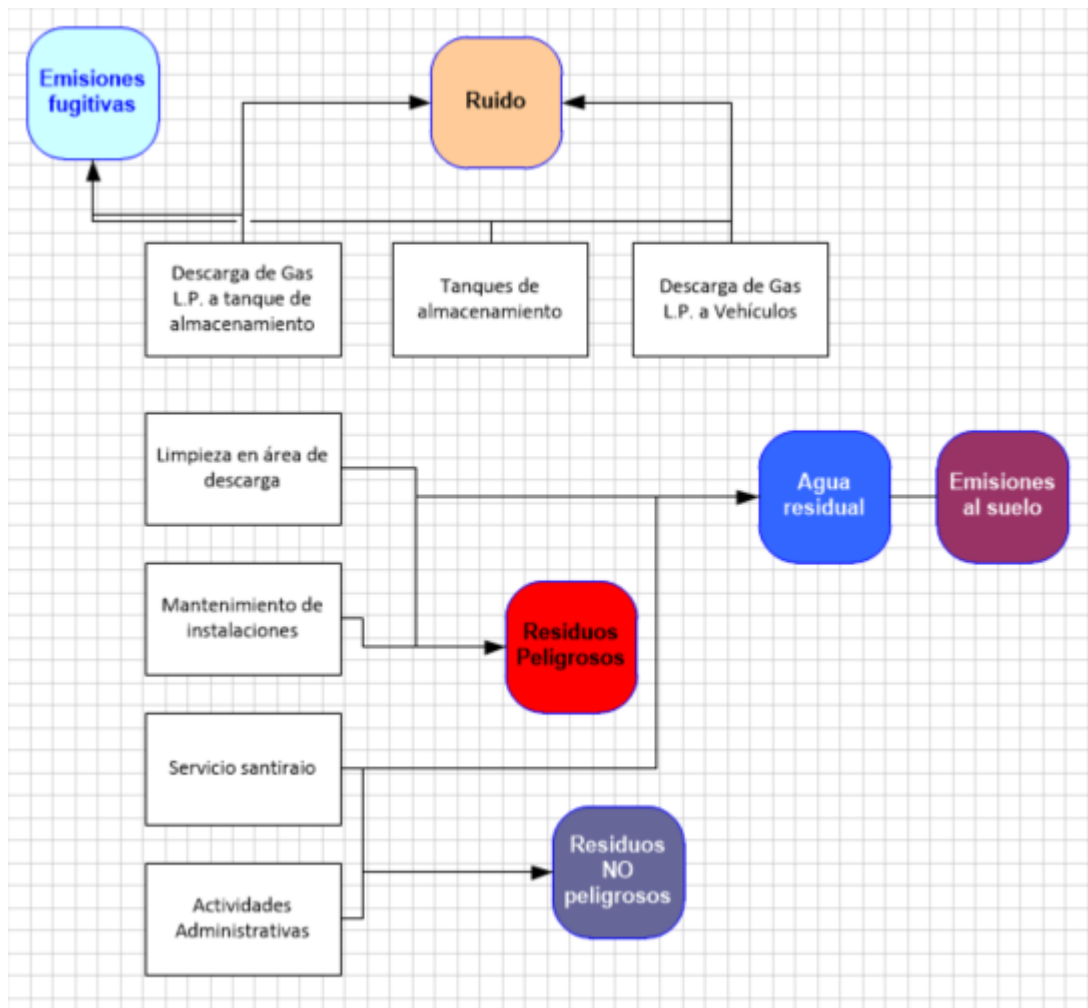 Emisiones
fugitivas
Ruido
Descarga de Gas
L.P. a tanque de
almacenamiento
Tanques de
almacenamiento
Descarga de Gas
L.P. a Vehículos
Limpieza en área de
descarga
Agua
residual
Emisiones
al suelo
Mantenimiento de
instalaciones
Residuos
Peligrosos
Servicio santiraio
Residuos
NO
peligrosos
Actividades
Administrativas